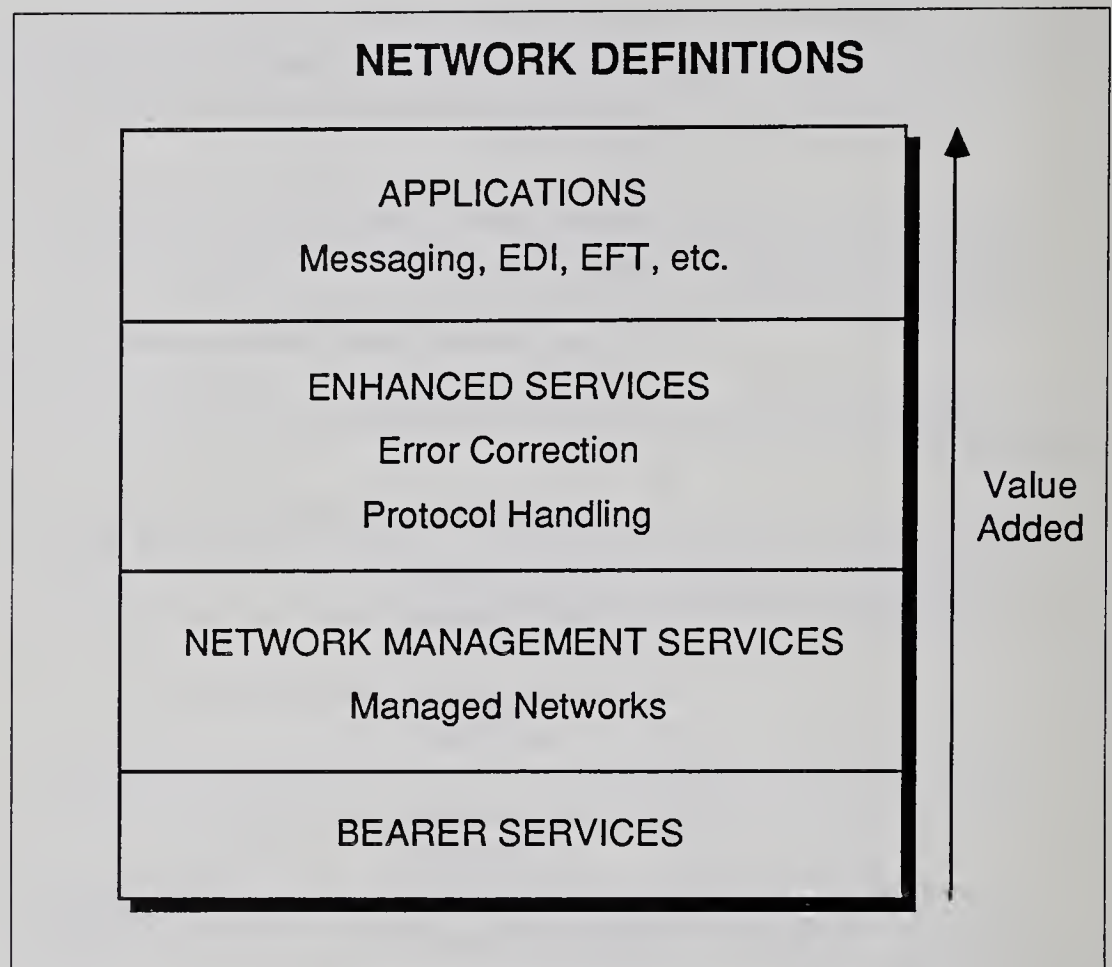 NETWORK DEFINITIONS
APPLICATIONS
Messaging, EDI, EFT, etc.
ENHANCED SERVICES
Error Correction
Protocol Handling
Value
Added
NETWORK MANAGEMENT SERVICES
Managed Networks
BEARER SERVICES